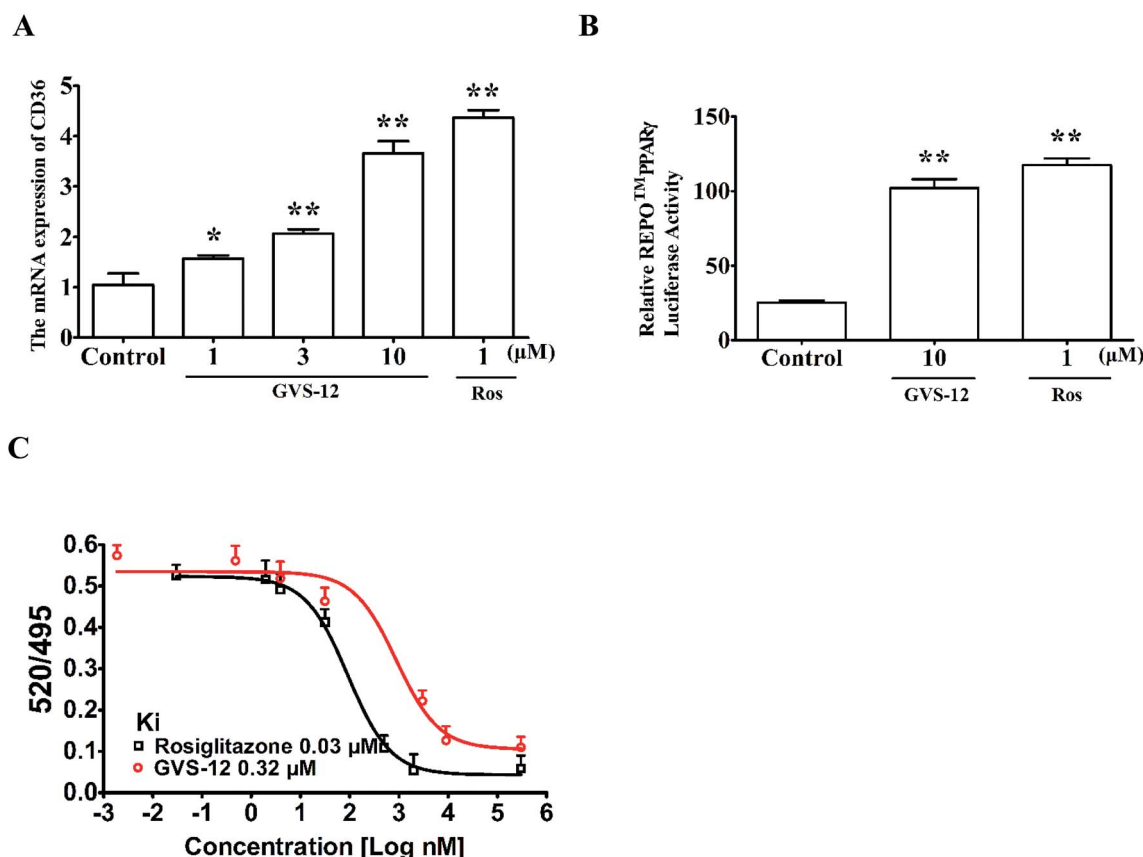 A
The mRNA expression of CD36
5
4
3
2
1
0
**
**
**
*
Control
1
3
10
1
(μM)
GVS-12
Ros
B
Relative REPO™PPARγ
Luciferase Activity
150
100
50
0
**
**
Control
10
1
(μM)
GVS-12
Ros
C
520/495
0.6
0.5
0.4
0.3
0.2
0.1
0.0
Ki
Rosiglitazone 0.03 μM
GVS-12 0.32 μM
-3 -2 -1 0 1 2 3 4 5 6
Concentration [Log nM]